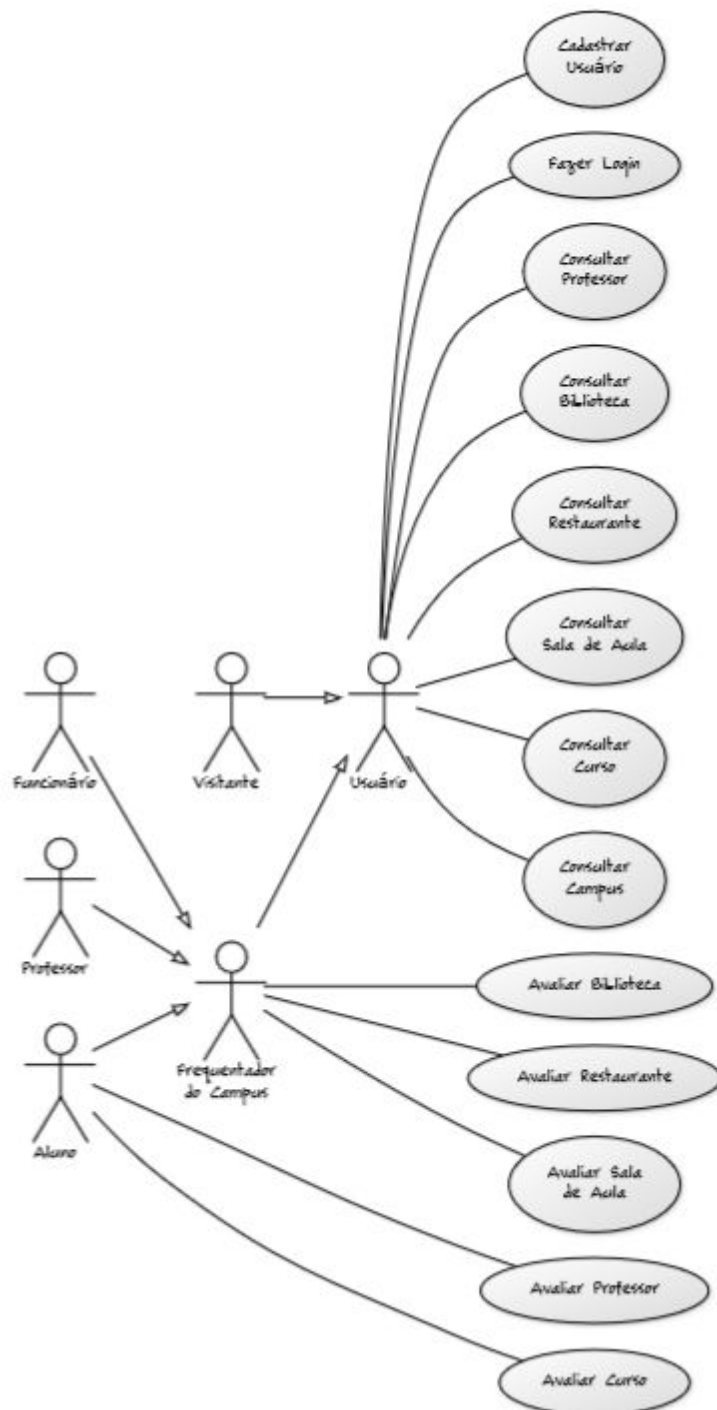 Cadastrar
Usuário
Fazer Login
Consultar
Professor
Consultar
Biblioteca
Consultar
Restaurante
Consultar
Sala de Aula
Funcionário
Visitante
Usuário
Consultar
Curso
Consultar
Campus
Professor
Avaliar Biblioteca
Frequentador
do Campus
Avaliar Restaurante
Aluno
Avaliar Sala
de Aula
Avaliar Professor
Avaliar Curso